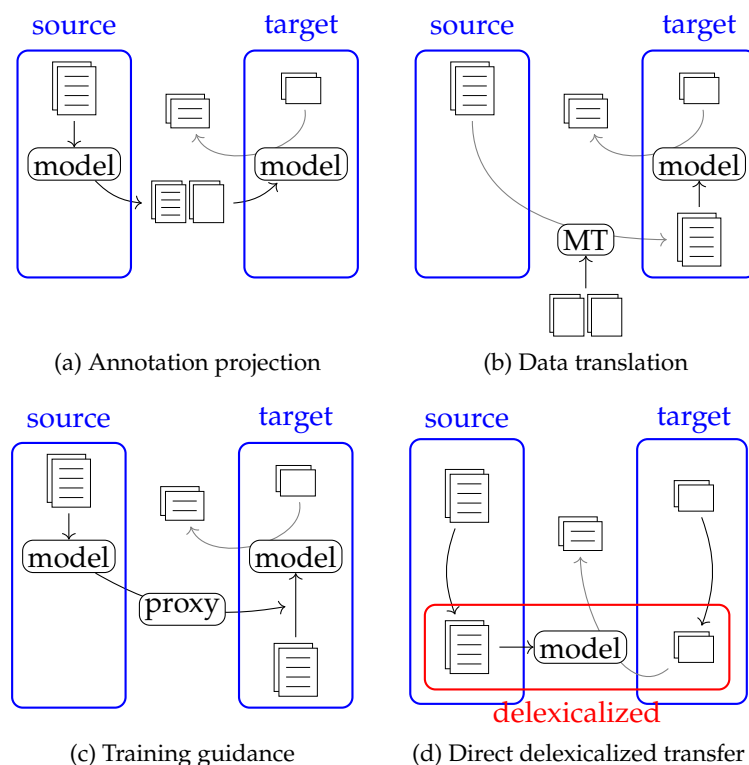 source target
model model
(a) Annotation projection
source target
model
MT
(b) Data translation
source target
model model
proxy
(c) Training guidance
source target
model
delexicalized
(d) Direct delexicalized transfer